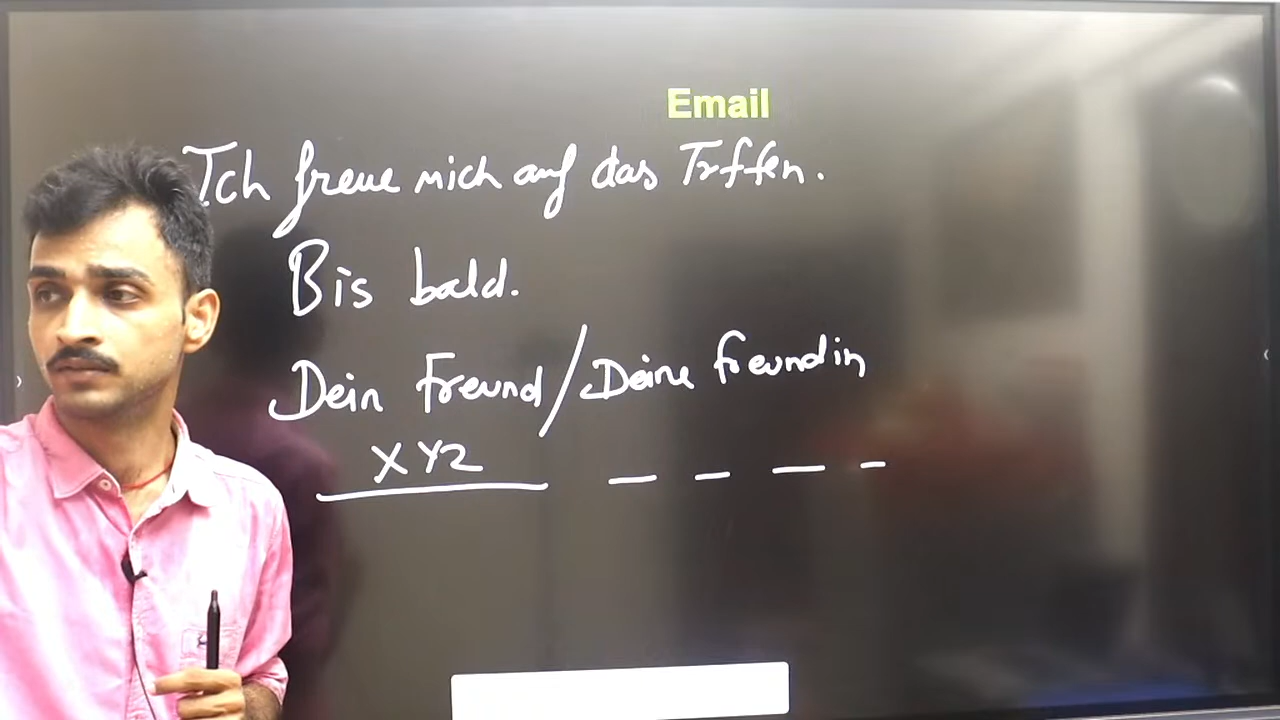 Email
Ich freue mich auf das Treffen.
Bis bald.
Dein Freund/Deine Freundin
XYZ